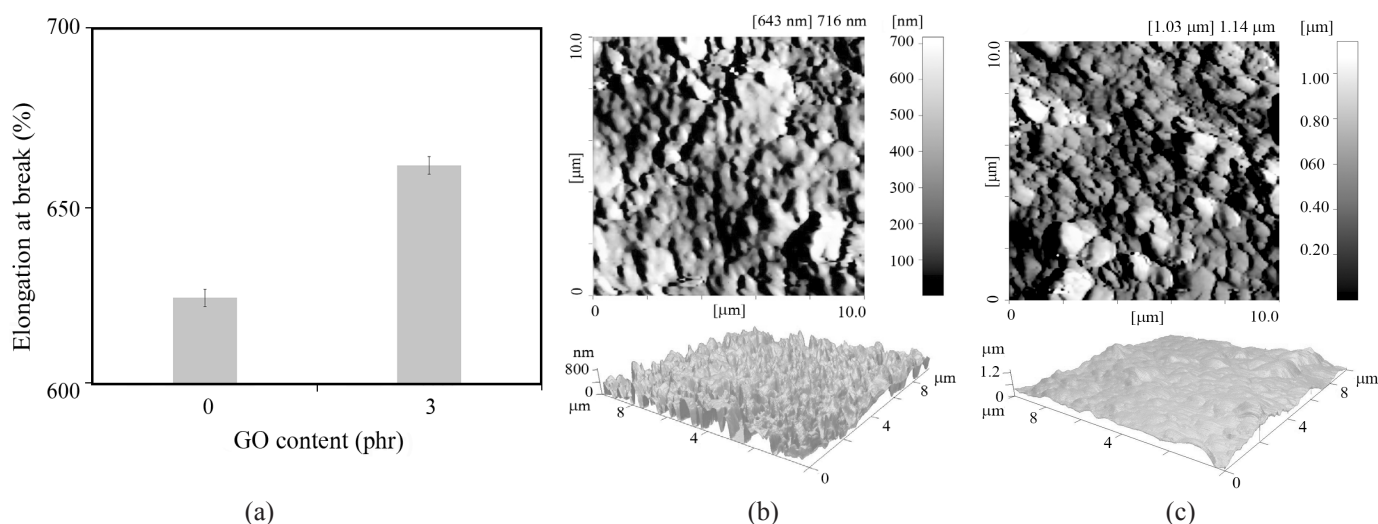 700
650
600
Elongation at break (%)
0
3
GO content (phr)
(a)
[643 nm] 716 nm
[nm]
10.0
[μm]
0
0
[μm]
10.0
700
600
500
400
300
200
100
nm
800
0
μm
8
4
0
4
8
μm
(b)
[1.03 μm] 1.14 μm
[μm]
10.0
[μm]
0
0
[μm]
10.0
1.00
0.80
060
0.40
0.20
μm
1.2
0
μm
8
4
0
4
8
μm
(c)